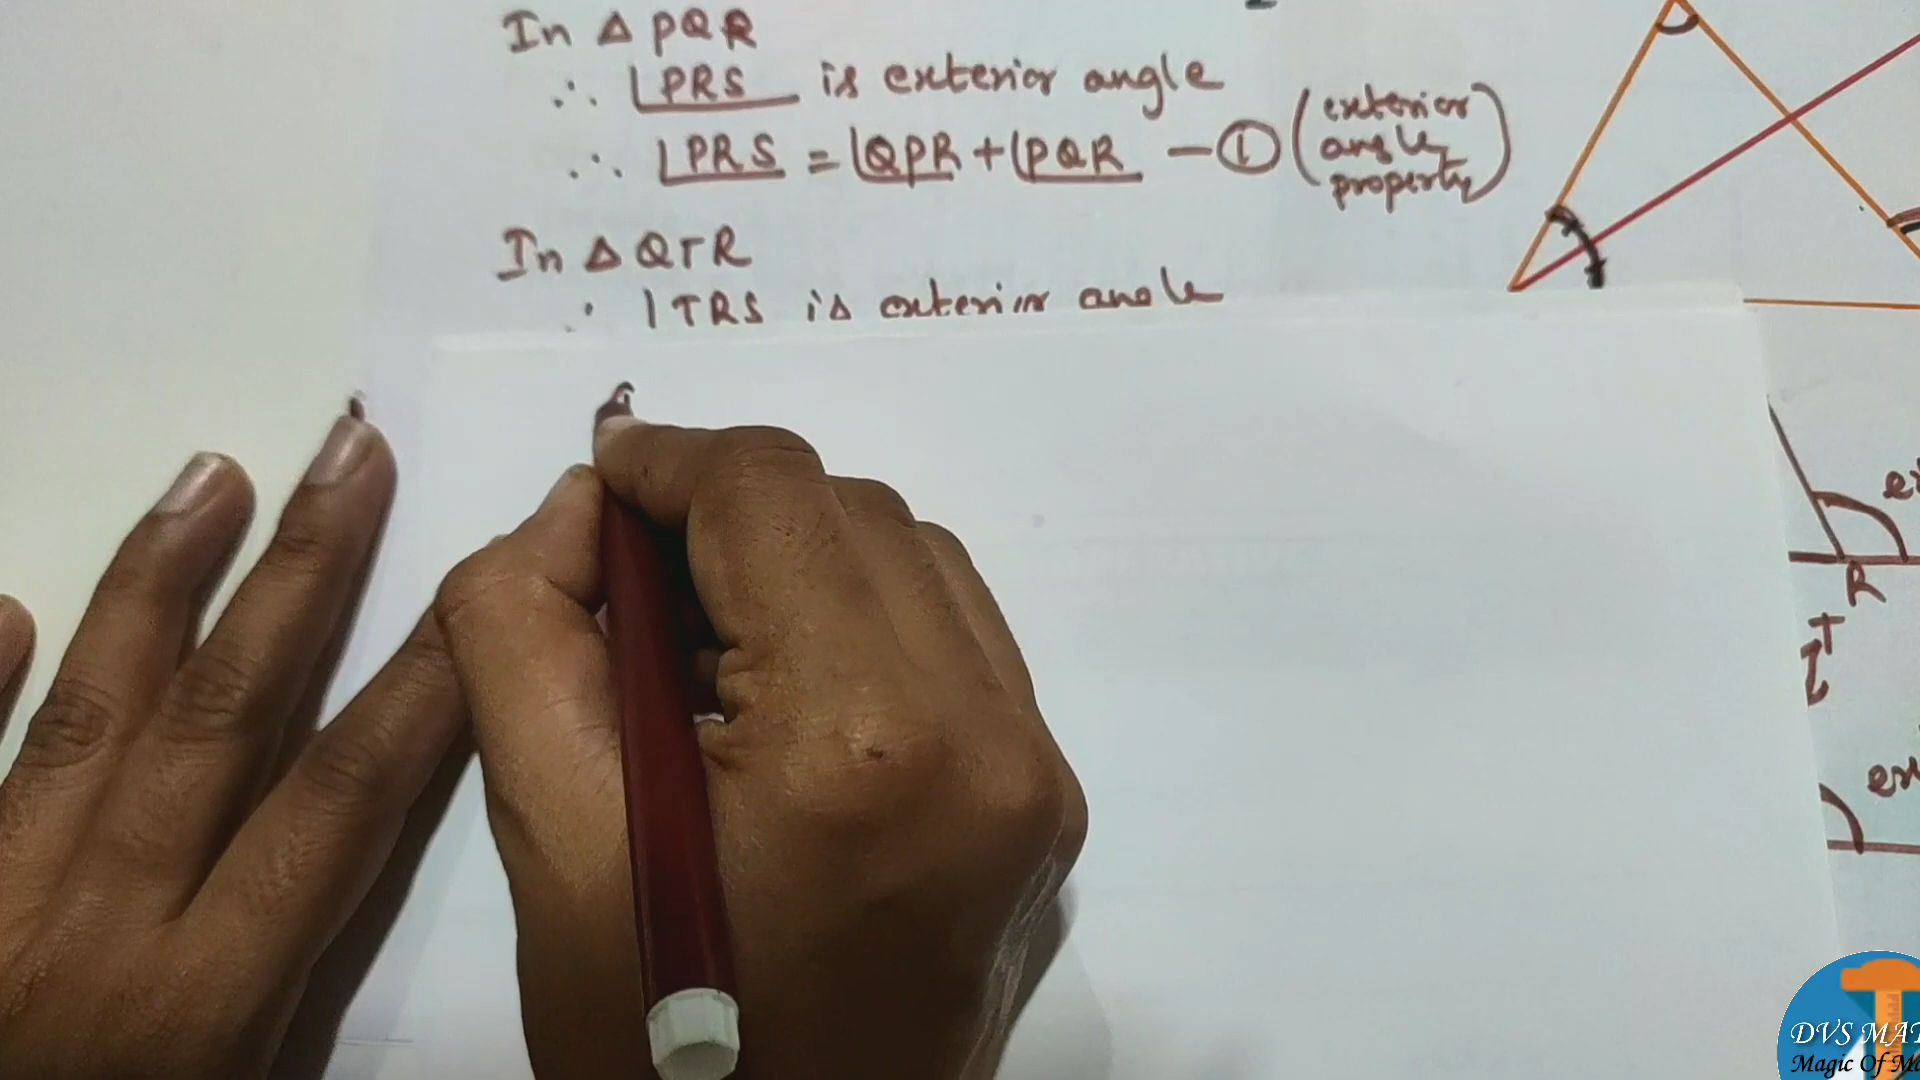 In Δ PQR
∴ ∠PRS is exterior angle
∴ ∠PRS = ∠QPR + ∠PQR — ① (exterior angle property)
In Δ QTR
∴ ∠TRS is exterior angle
R
T
DVS MAT
Magic Of Ma